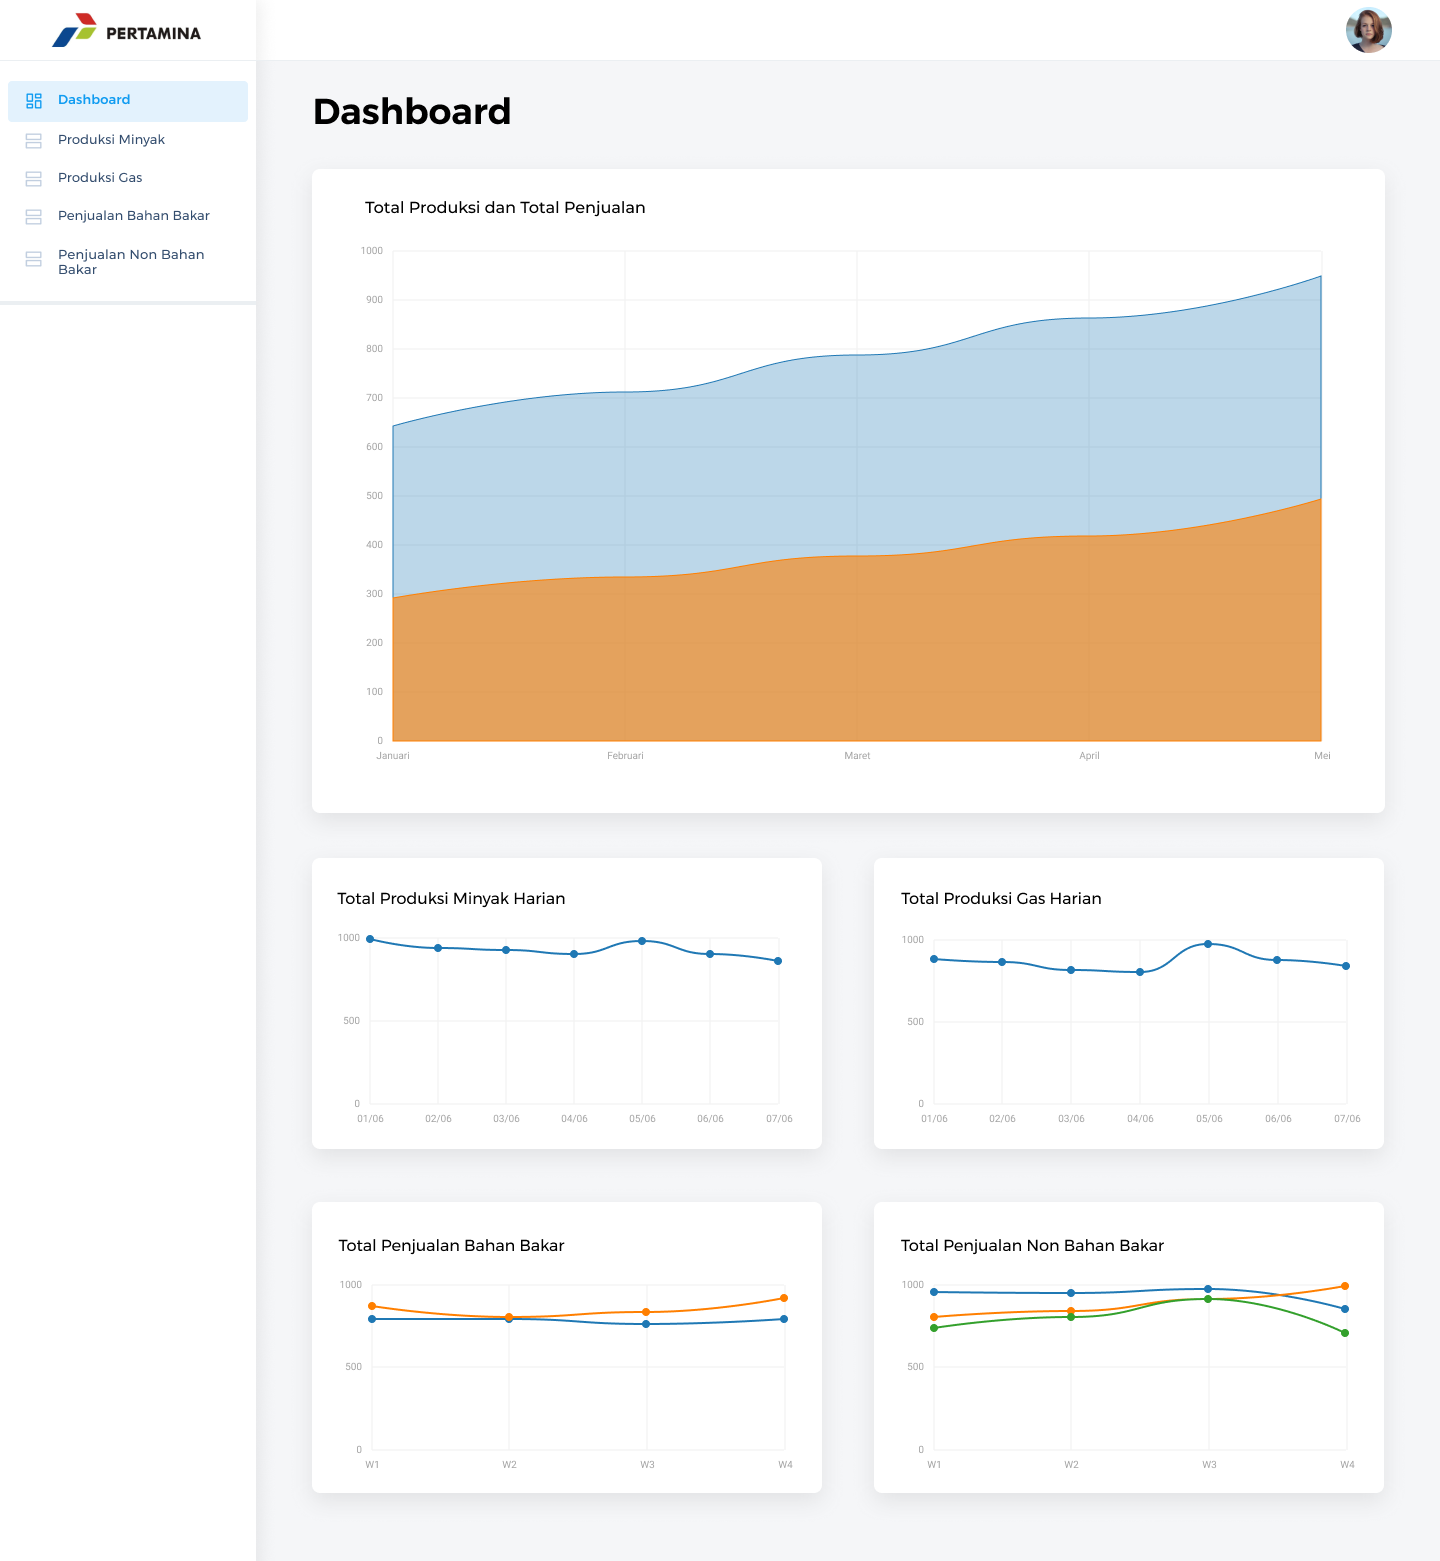 PERTAMINA
Dashboard
Produksi Minyak
Produksi Gas
Penjualan Bahan Bakar
Penjualan Non Bahan
Bakar
Dashboard
Total Produksi dan Total Penjualan
1000
900
800
700
600
500
400
300
200
100
0
Januari Februari Maret April Mei
Total Produksi Minyak Harian
1000
500
0
01/06 02/06 03/06 04/06 05/06 06/06 07/06
Total Produksi Gas Harian
1000
500
0
01/06 02/06 03/06 04/06 05/06 06/06 07/06
Total Penjualan Bahan Bakar
1000
500
0
W1 W2 W3 W4
Total Penjualan Non Bahan Bakar
1000
500
0
W1 W2 W3 W4